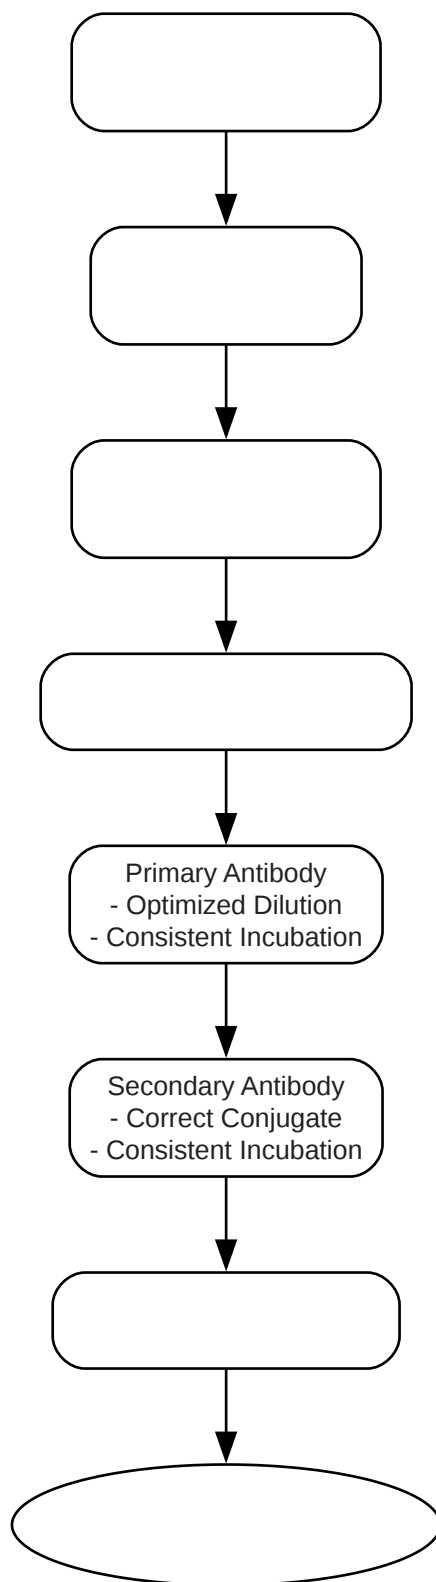 Primary Antibody
- Optimized Dilution
- Consistent Incubation
Secondary Antibody
- Correct Conjugate
- Consistent Incubation